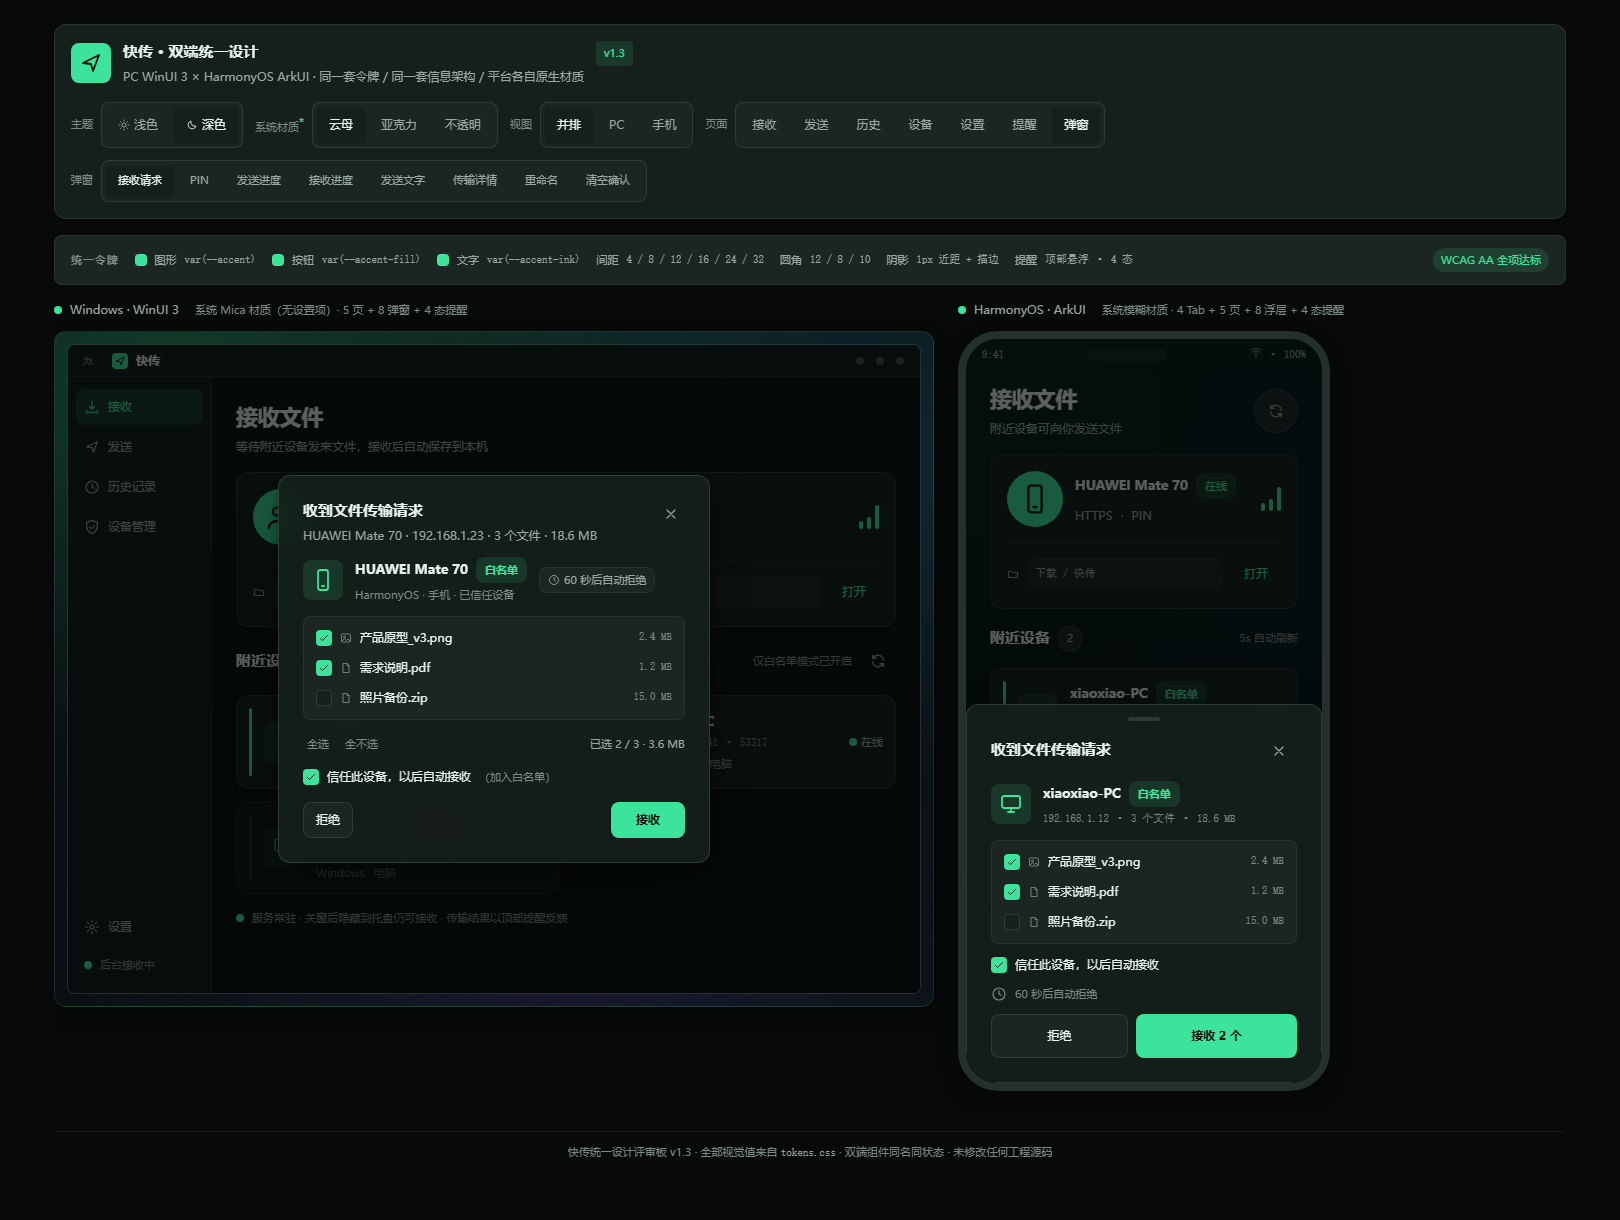 快传 • 双端统一设计
v1.3
PC WinUI 3 × HarmonyOS ArkUI · 同一套令牌 / 同一套信息架构 / 平台各自原生材质
主题 浅色 深色 系统材质* 云母 亚克力 不透明 视图 并排 PC 手机 页面 接收 发送 历史 设备 设置 提醒 弹窗
弹窗 接收请求 PIN 发送进度 接收进度 发送文字 传输详情 重命名 清空确认
统一令牌 图形 var(--accent) 按钮 var(--accent-fill) 文字 var(--accent-ink) 间距 4 / 8 / 12 / 16 / 24 / 32 圆角 12 / 8 / 10 阴影 1px 近距 + 描边 提醒 顶部悬浮 · 4 态 WCAG AA 全项达标
Windows · WinUI 3 系统 Mica 材质（无设置项）· 5 页 + 8 弹窗 + 4 态提醒
快传
接收
发送
历史记录
设备管理
设置
后台接收中
接收文件
等待附近设备发来文件，接收后自动保存到本机
打开
附近设
仅白名单模式已开启
53317
在线
电脑
Windows · 电脑
服务常驻 · 关窗后隐藏到托盘仍可接收 · 传输结果以顶部提醒反馈
收到文件传输请求
HUAWEI Mate 70 · 192.168.1.23 · 3 个文件 · 18.6 MB
HUAWEI Mate 70 白名单
HarmonyOS · 手机 · 已信任设备
60 秒后自动拒绝
产品原型_v3.png 2.4 MB
需求说明.pdf 1.2 MB
照片备份.zip 15.0 MB
全选 全不选 已选 2 / 3 · 3.6 MB
信任此设备，以后自动接收 （加入白名单）
拒绝 接收
HarmonyOS · ArkUI 系统模糊材质 · 4 Tab + 5 页 + 8 浮层 + 4 态提醒
9:41 100%
接收文件
附近设备可向你发送文件
HUAWEI Mate 70 在线
HTTPS · PIN
下载 / 快传 打开
附近设备 2 5s 自动刷新
xiaoxiao-PC 白名单
收到文件传输请求
xiaoxiao-PC 白名单
192.168.1.12 · 3 个文件 · 18.6 MB
产品原型_v3.png 2.4 MB
需求说明.pdf 1.2 MB
照片备份.zip 15.0 MB
信任此设备，以后自动接收
60 秒后自动拒绝
拒绝 接收 2 个
快传统一设计评审板 v1.3 · 全部视觉值来自 tokens.css · 双端组件同名同状态 · 未修改任何工程源码